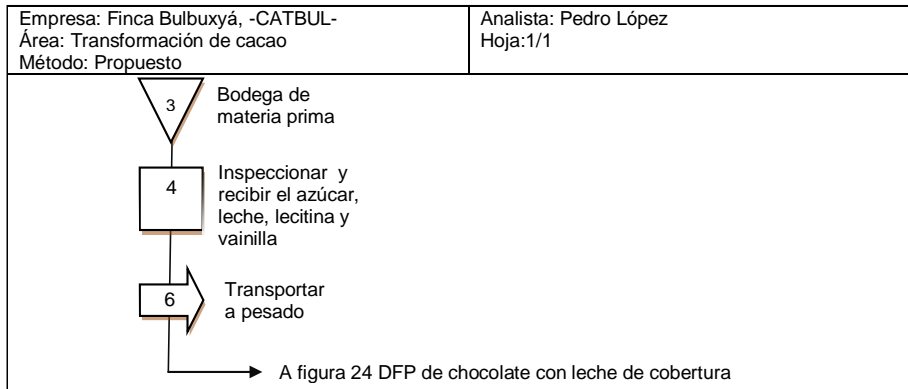 Empresa: Finca Bulbuxyá, -CATBUL-
Área: Transformación de cacao
Método: Propuesto
Analista: Pedro López
Hoja:1/1
3
Bodega de
materia prima
4
Inspeccionar y
recibir el azúcar,
leche, lecitina y
vainilla
6
Transportar
a pesado
A figura 24 DFP de chocolate con leche de cobertura